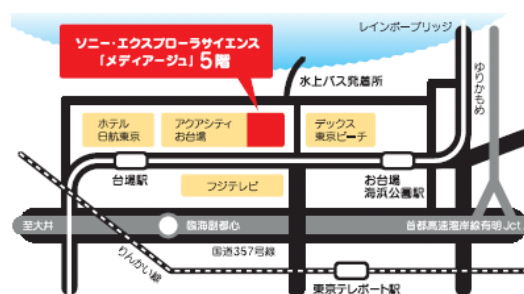 レインボーブリッジ
ソニー・エクスプローラサイエンス
「メディアージュ」5階
水上バス発着所
ゆりかもめ
ホテル
日航東京
アクアシティ
お台場
デックス
東京ビーチ
台場駅
フジテレビ
お台場
海浜公園駅
至大井
臨海副都心
首都高速湾岸線有明Jct
りんかい線
国道357号線
東京テレポート駅